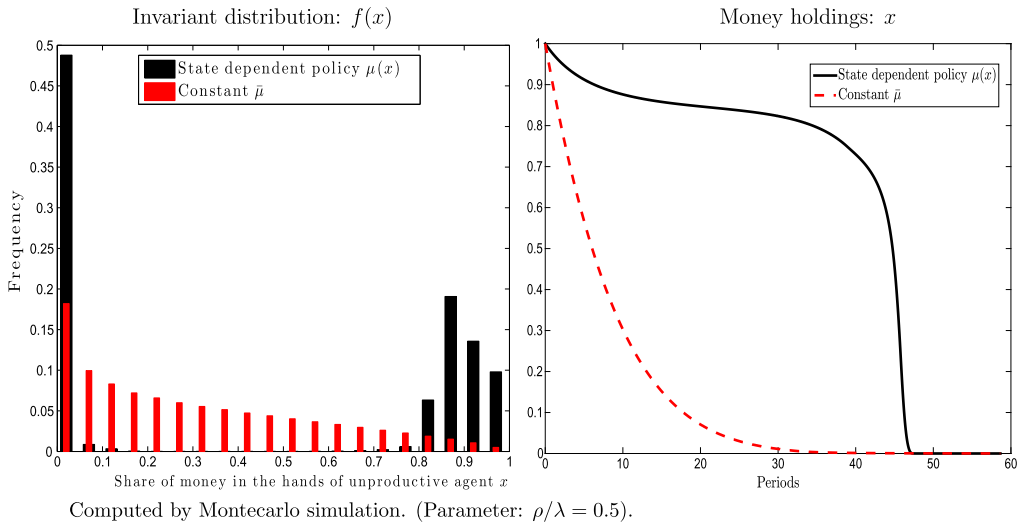 Invariant distribution: f(x)
Money holdings: x
State dependent policy μ(x)
Constant μ̄
Frequency
0.5
0.45
0.4
0.35
0.3
0.25
0.2
0.15
0.1
0.05
0
0 0.1 0.2 0.3 0.4 0.5 0.6 0.7 0.8 0.9 1
Share of money in the hands of unproductive agent x
State dependent policy μ(x)
Constant μ̄
1
0.9
0.8
0.7
0.6
0.5
0.4
0.3
0.2
0.1
0
0 10 20 30 40 50 60
Periods
Computed by Montecarlo simulation. (Parameter: ρ/λ = 0.5).